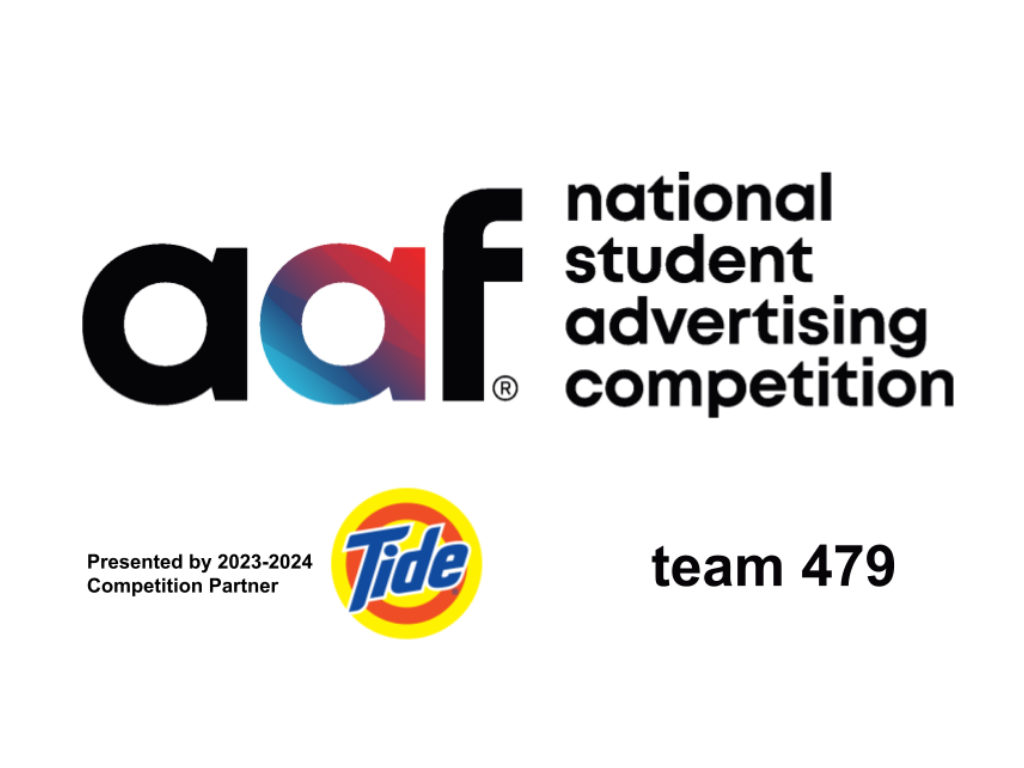 aaf®
national
student
advertising
competition
Presented by 2023-2024
Competition Partner
Tide
team 479